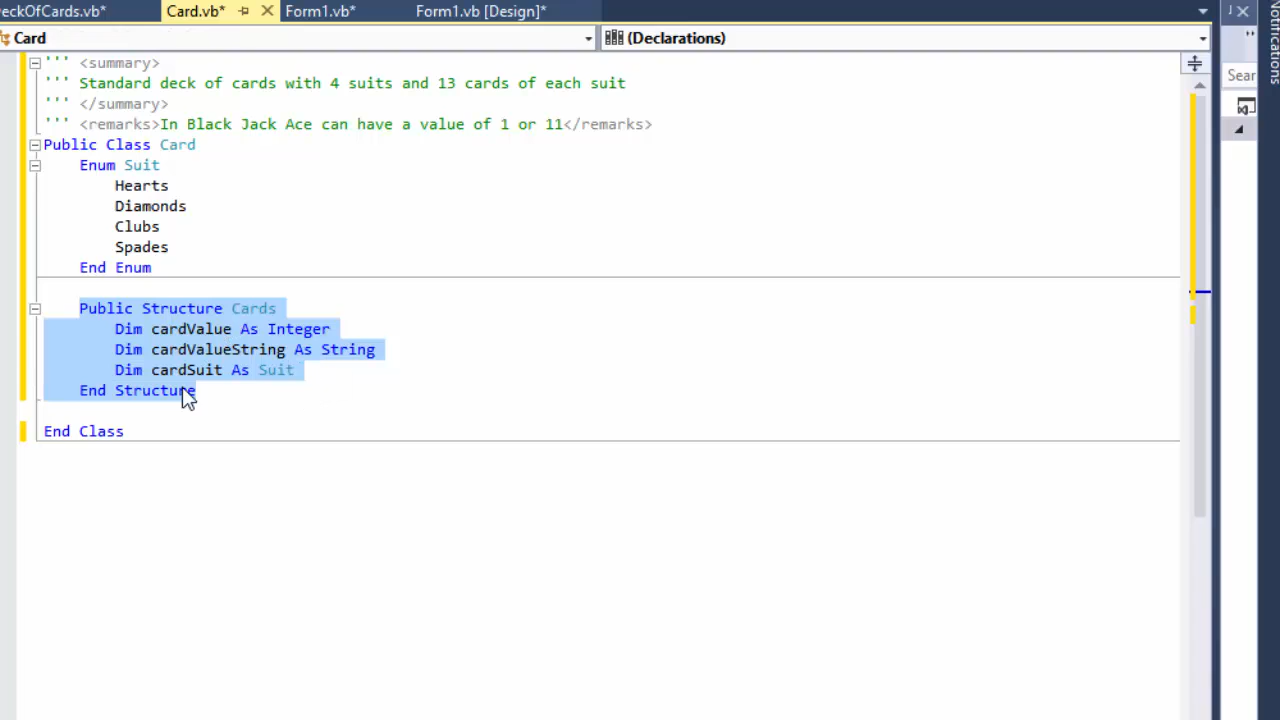 eckOfCards.vb* Card.vb* Form1.vb* Form1.vb [Design]*
Card (Declarations)
''' <summary>
''' Standard deck of cards with 4 suits and 13 cards of each suit
''' </summary>
''' <remarks>In Black Jack Ace can have a value of 1 or 11</remarks>
Public Class Card
Enum Suit
Hearts
Diamonds
Clubs
Spades
End Enum
Public Structure Cards
Dim cardValue As Integer
Dim cardValueString As String
Dim cardSuit As Suit
End Structure
End Class
Sear
Notifications